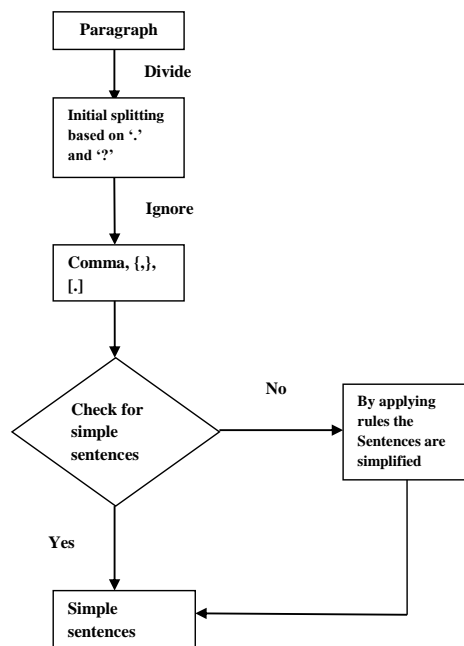 Paragraph
Divide
Initial splitting
based on ‘.’
and ‘?’
Ignore
Comma, {,},
[.]
Check for
simple
sentences
No
By applying
rules the
Sentences are
simplified
Yes
Simple
sentences